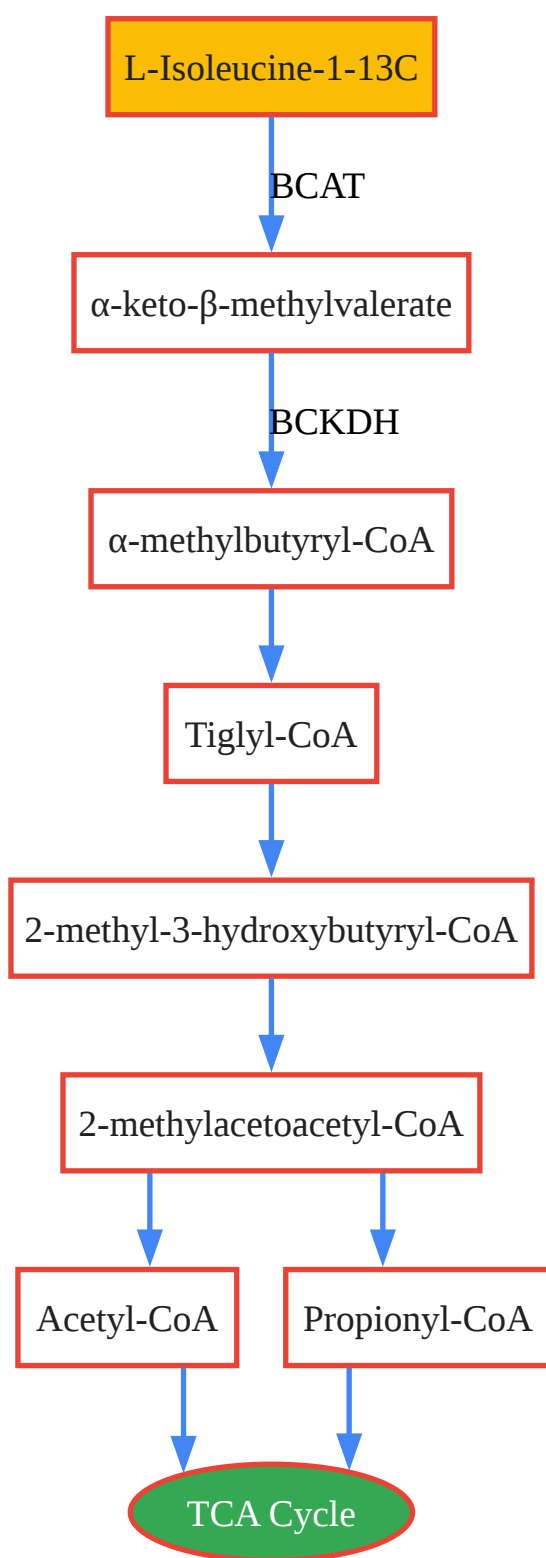 L-Isoleucine-1-13C
BCAT
α-keto-β-methylvalerate
BCKDH
α-methylbutyryl-CoA
Tiglyl-CoA
2-methyl-3-hydroxybutyryl-CoA
2-methylacetoacetyl-CoA
Acetyl-CoA
Propionyl-CoA
TCA Cycle